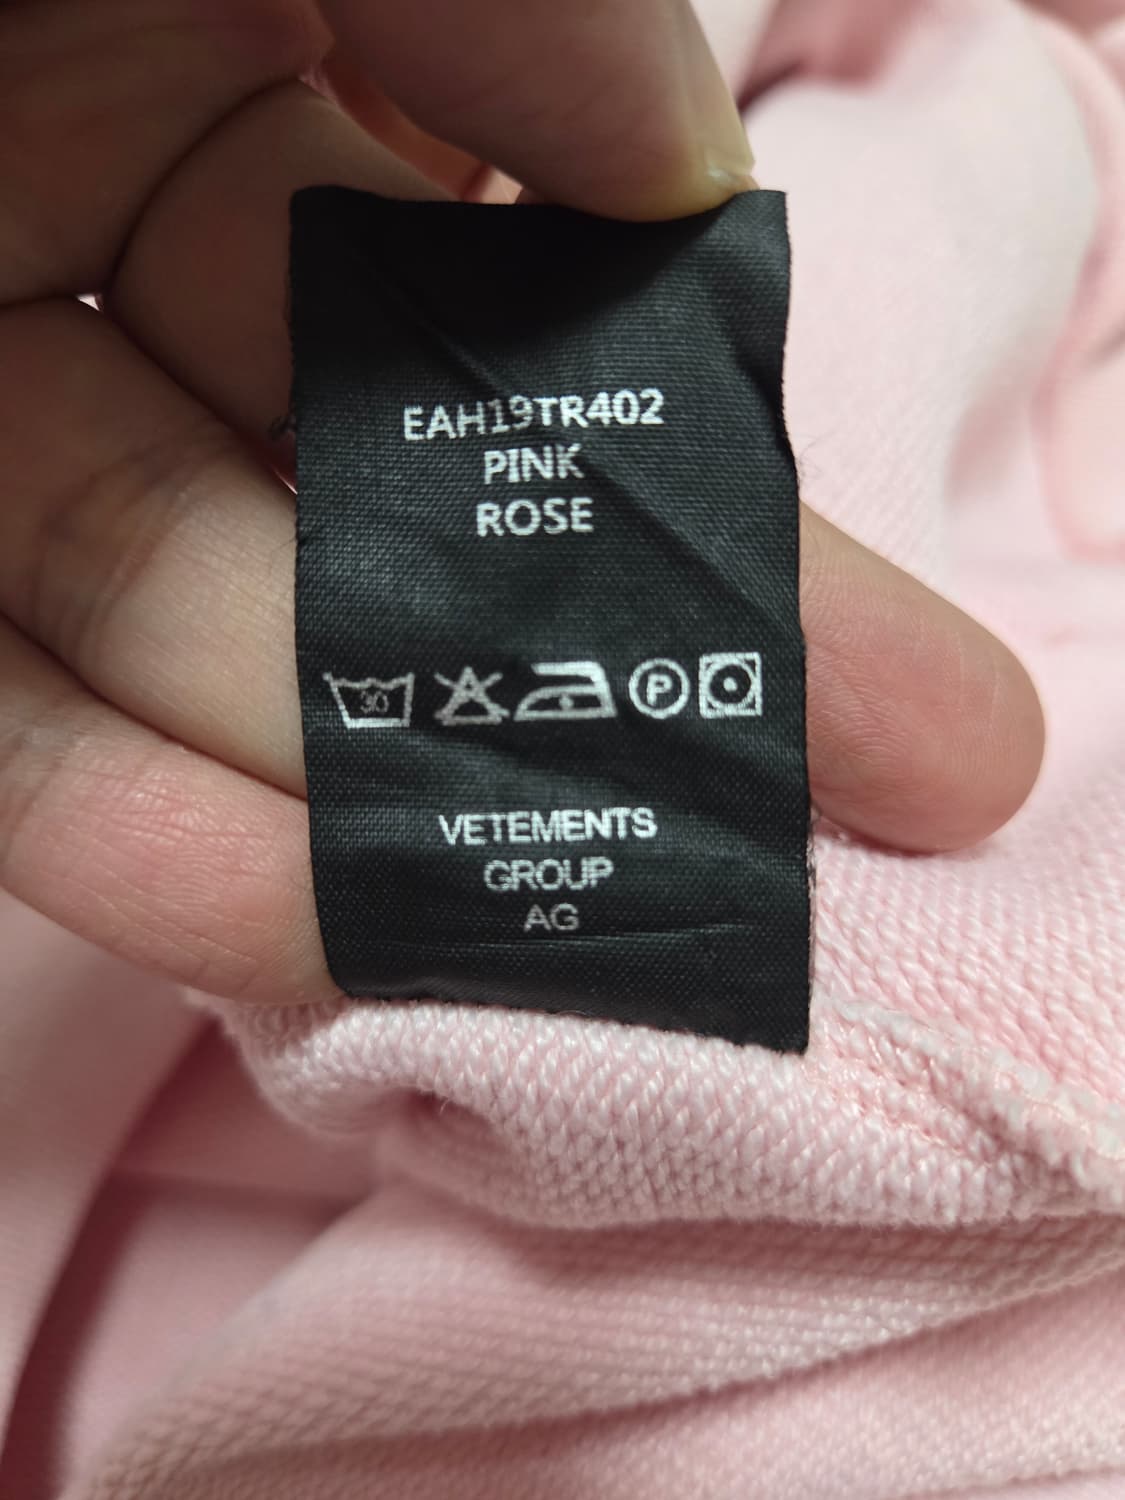 EAH19TR402
PINK
ROSE
30 P
VETEMENTS
GROUP
AG